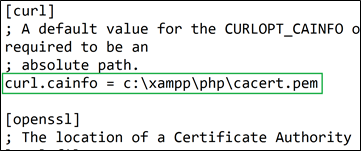 [curl]
; A default value for the CURLOPT_CAINFO o
required to be an
; absolute path.
curl.cainfo = c:\xampp\php\cacert.pem
[openssl]
; The location of a Certificate Authority